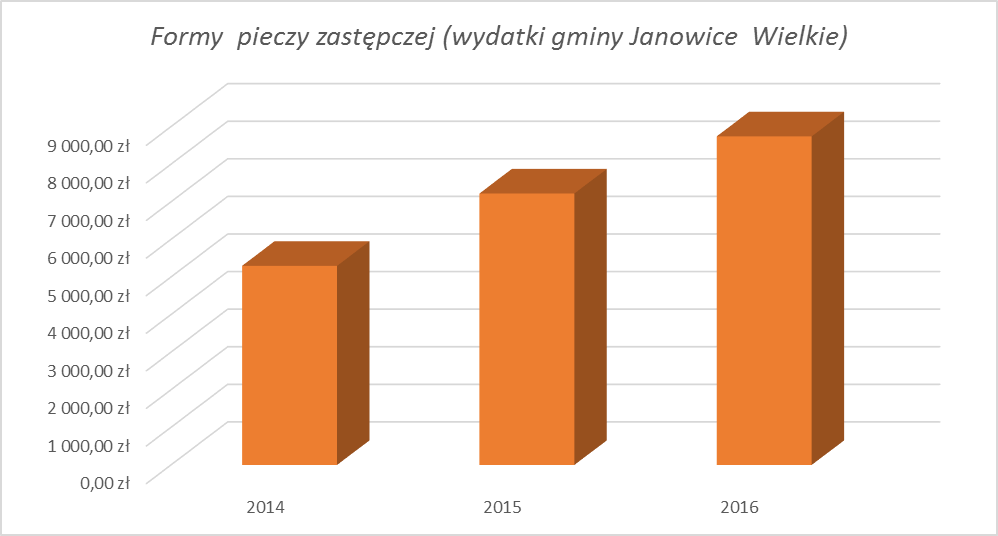 Formy  pieczy zastępczej (wydatki gminy Janowice  Wielkie)
9 000,00 zł
8 000,00 zł
7 000,00 zł
6 000,00 zł
5 000,00 zł
4 000,00 zł
3 000,00 zł
2 000,00 zł
1 000,00 zł
0,00 zł
2014
2015
2016